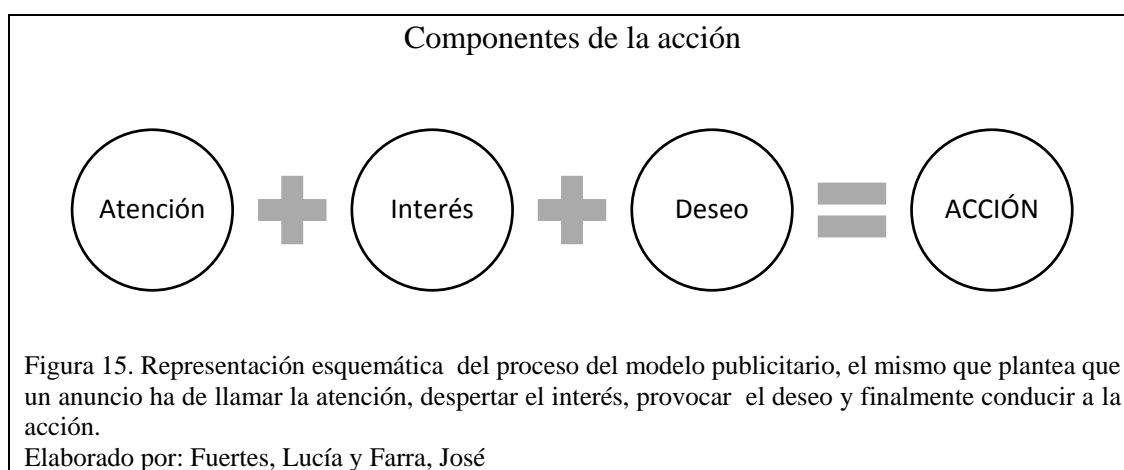 Componentes de la acción
Atención
Interés
Deseo
ACCIÓN
Figura 15. Representación esquemática del proceso del modelo publicitario, el mismo que plantea que
un anuncio ha de llamar la atención, despertar el interés, provocar el deseo y finalmente conducir a la
acción.
Elaborado por: Fuertes, Lucía y Farra, José